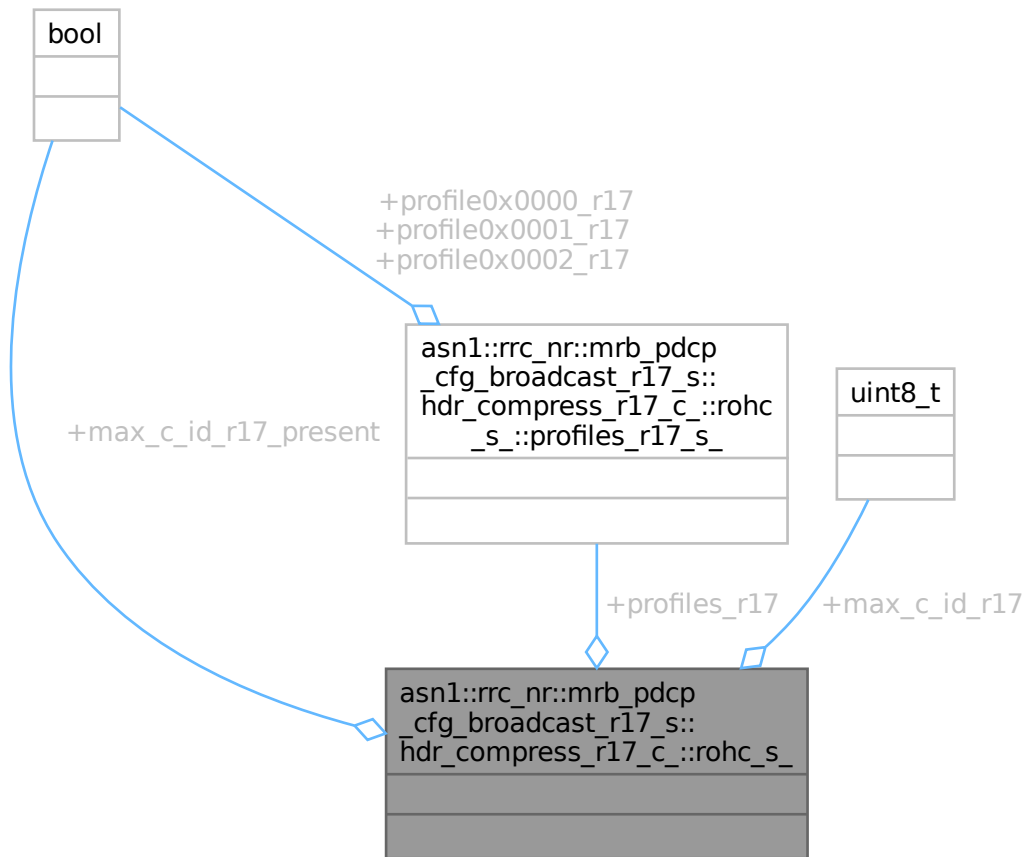 bool
+profile0x0000_r17
+profile0x0001_r17
+profile0x0002_r17
asn1::rrc_nr::mrb_pdcp
_cfg_broadcast_r17_s::
hdr_compress_r17_c_::rohc
_s_::profiles_r17_s_
uint8_t
+max_c_id_r17_present
+profiles_r17
+max_c_id_r17
asn1::rrc_nr::mrb_pdcp
_cfg_broadcast_r17_s::
hdr_compress_r17_c_::rohc_s_